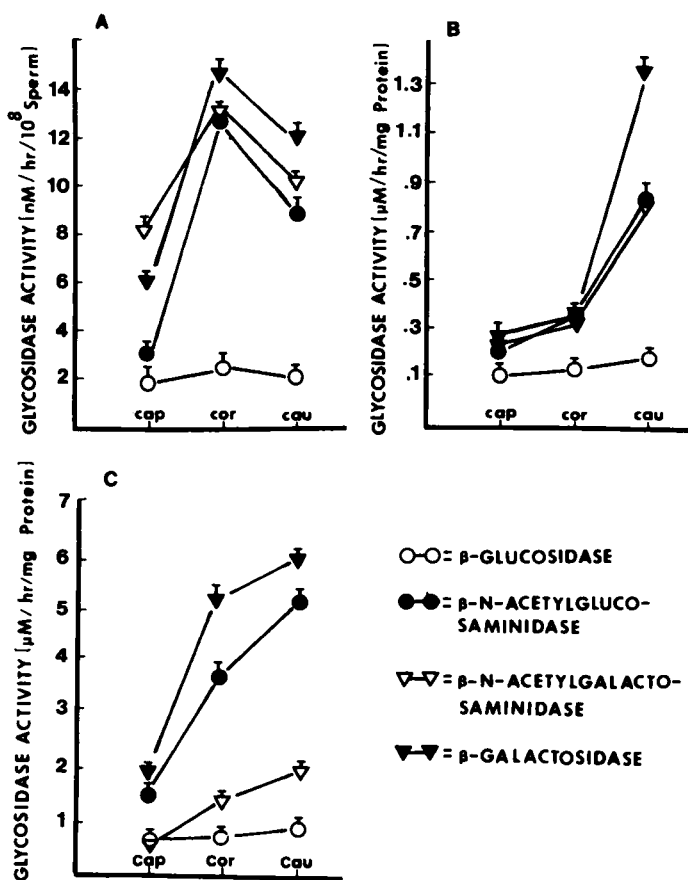 A
GLYCOSIDASE ACTIVITY [nM/hr/10⁸ Sperm]
14
12
10
8
6
4
2
cap cor cau
B
GLYCOSIDASE ACTIVITY [μM/hr/mg Protein]
1.3
1.1
.9
.7
.5
.3
.1
cap cor cau
C
GLYCOSIDASE ACTIVITY [μM/hr/mg Protein]
7
6
5
4
3
2
1
cap cor cau
= β-GLUCOSIDASE
= β-N-ACETYLGLUCO-
SAMINIDASE
= β-N-ACETYLGALACTO-
SAMINIDASE
= β-GALACTOSIDASE